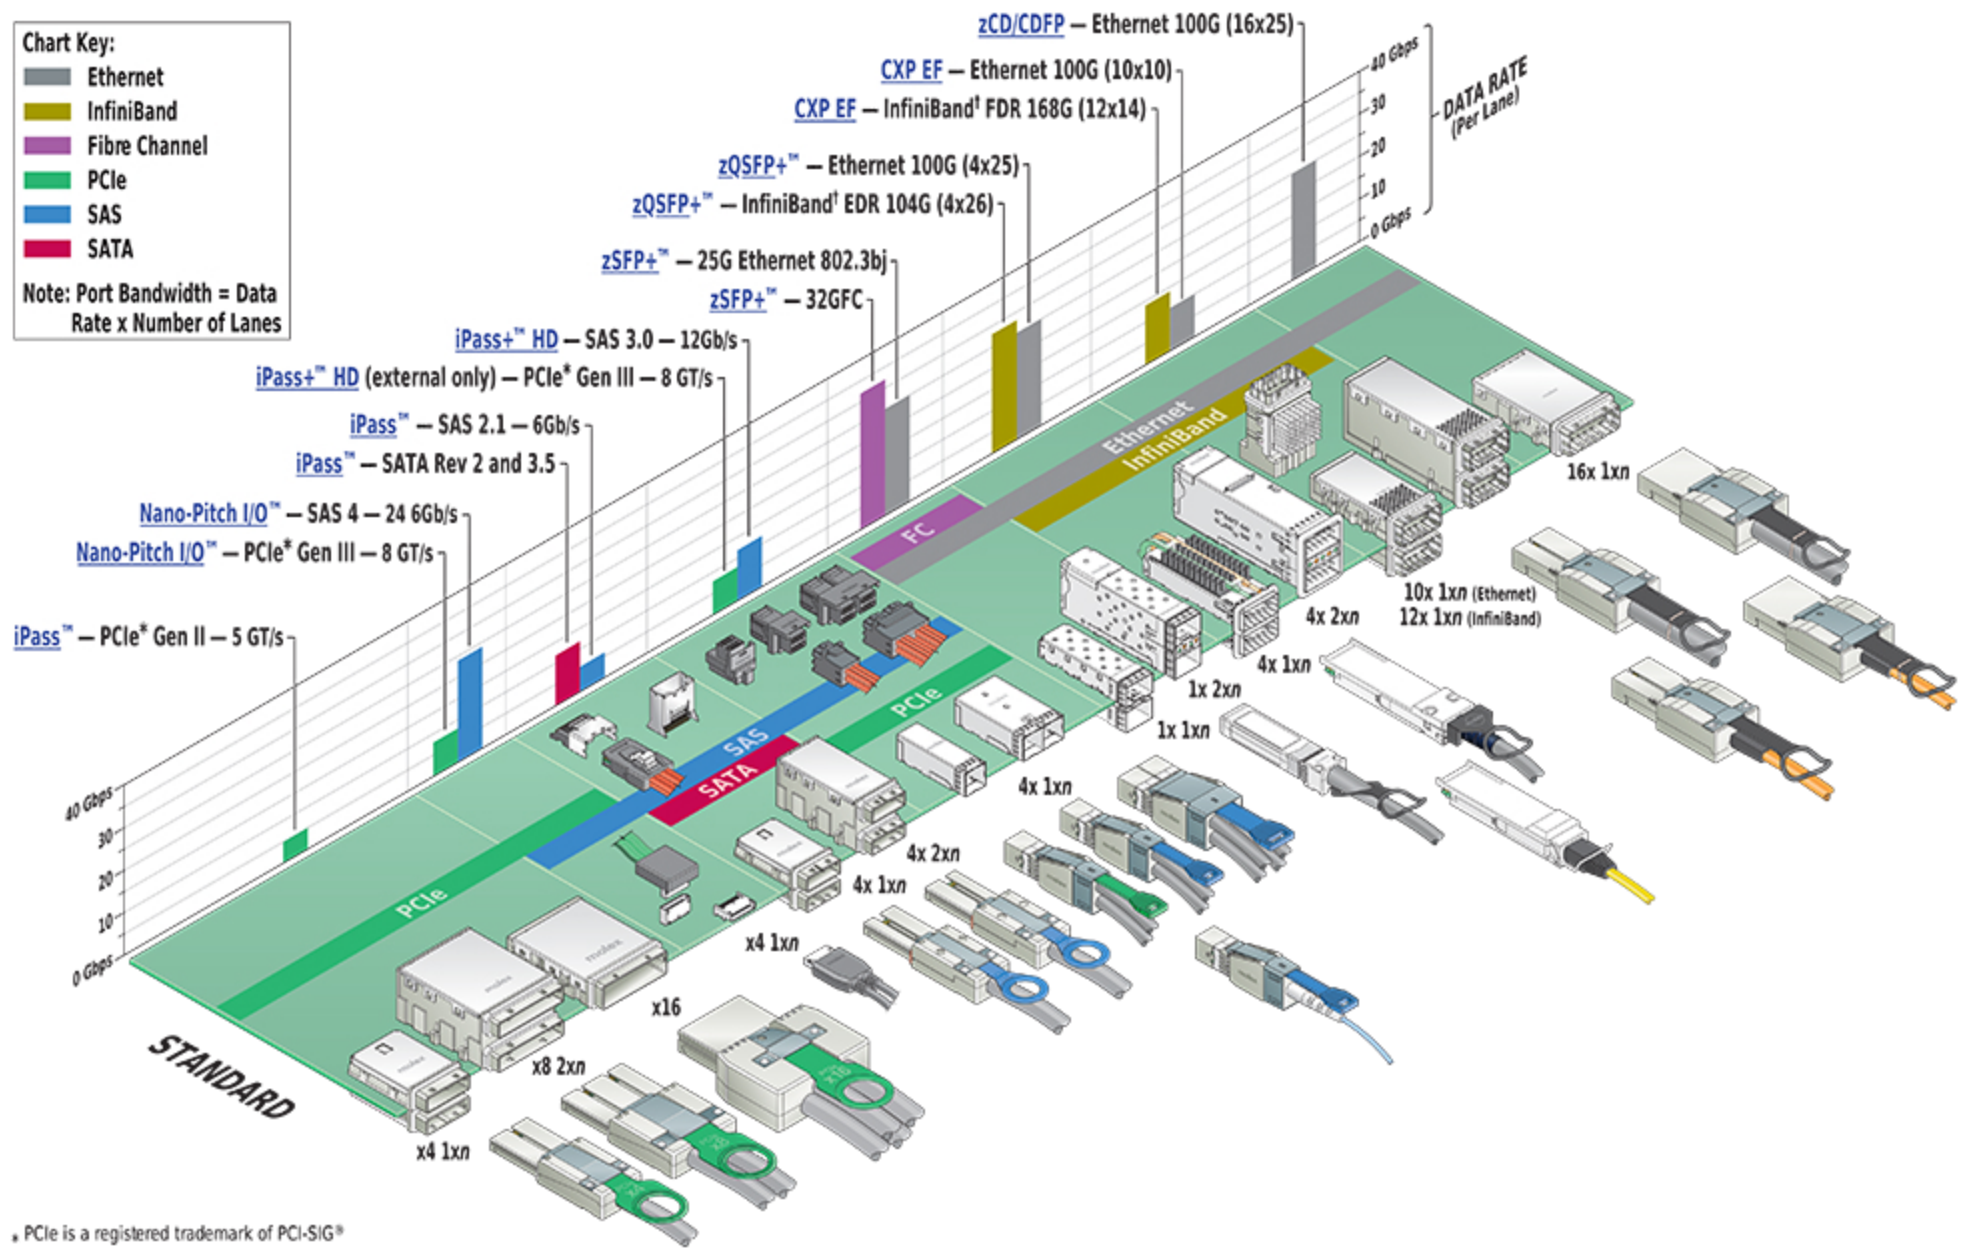 Chart Key:
Ethernet
InfiniBand
Fibre Channel
PCIe
SAS
SATA
Note: Port Bandwidth = Data
Rate x Number of Lanes
zCD/CDFP — Ethernet 100G (16x25)
CXP EF — Ethernet 100G (10x10)
CXP EF — InfiniBand† FDR 168G (12x14)
zQSFP+™ — Ethernet 100G (4x25)
zQSFP+™ — InfiniBand† EDR 104G (4x26)
zSFP+™ — 25G Ethernet 802.3bj
zSFP+™ — 32GFC
iPass+™ HD — SAS 3.0 — 12Gb/s
iPass+™ HD (external only) — PCIe* Gen III — 8 GT/s
iPass™ — SAS 2.1 — 6Gb/s
iPass™ — SATA Rev 2 and 3.5
Nano-Pitch I/O™ — SAS 4 — 24 6Gb/s
Nano-Pitch I/O™ — PCIe* Gen III — 8 GT/s
iPass™ — PCIe* Gen II — 5 GT/s
40 Gbps
30
20
10
0 Gbps
DATA RATE
(Per Lane)
40 Gbps
30
20
10
0 Gbps
Ethernet
InfiniBand
FC
PCIe
SAS
SATA
PCIe
STANDARD
16x 1xn
10x 1xn (Ethernet)
12x 1xn (InfiniBand)
4x 2xn
4x 1xn
1x 2xn
1x 1xn
4x 1xn
4x 2xn
4x 1xn
x4 1xn
x16
x8 2xn
x4 1xn
molex
molex
molex
molex
x16
x8
x4
* PCIe is a registered trademark of PCI-SIG®